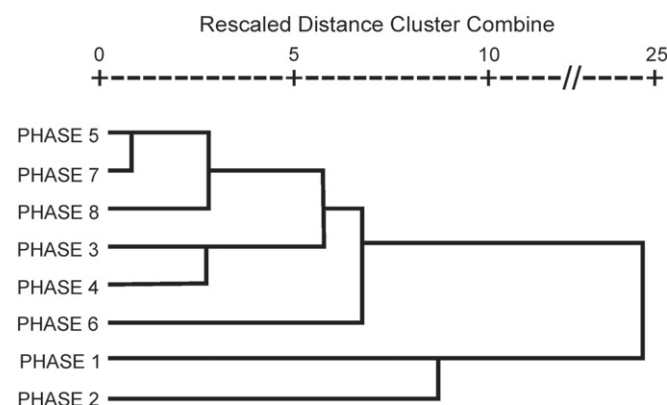 Rescaled Distance Cluster Combine
0 5 10 25
PHASE 5
PHASE 7
PHASE 8
PHASE 3
PHASE 4
PHASE 6
PHASE 1
PHASE 2